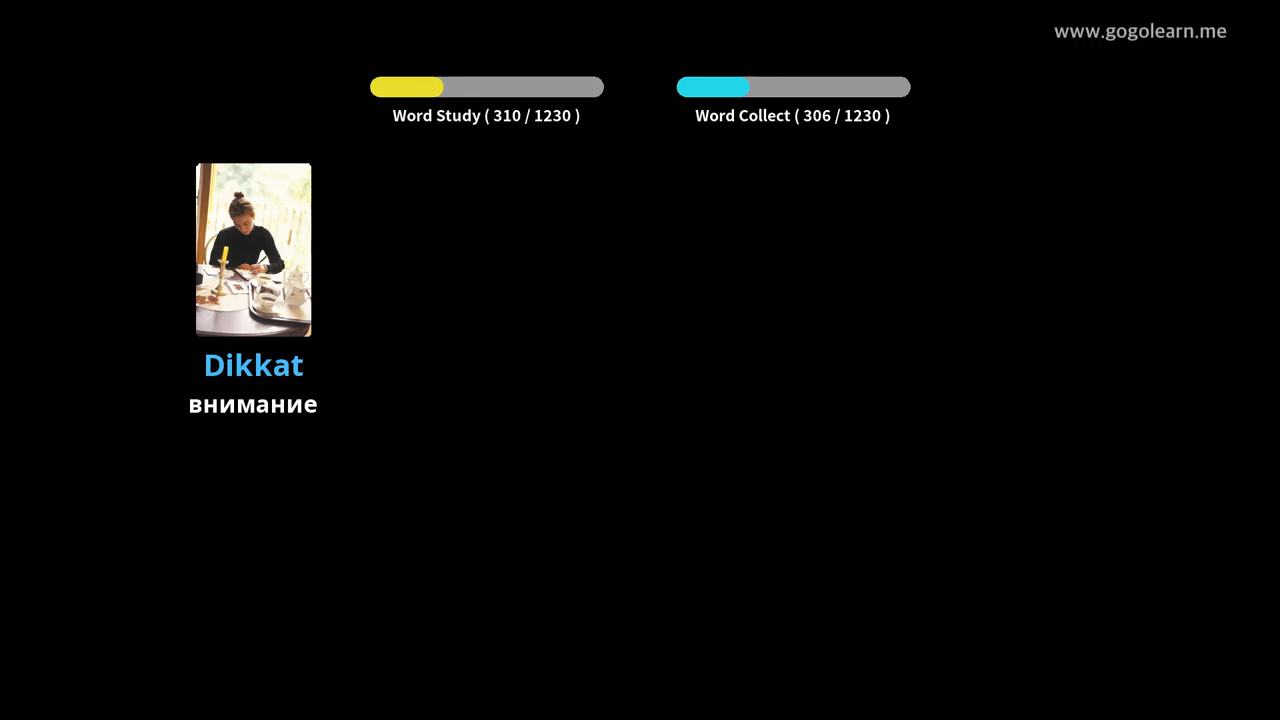 www.gogolearn.me
Word Study ( 310 / 1230 )
Word Collect ( 306 / 1230 )
Dikkat
внимание